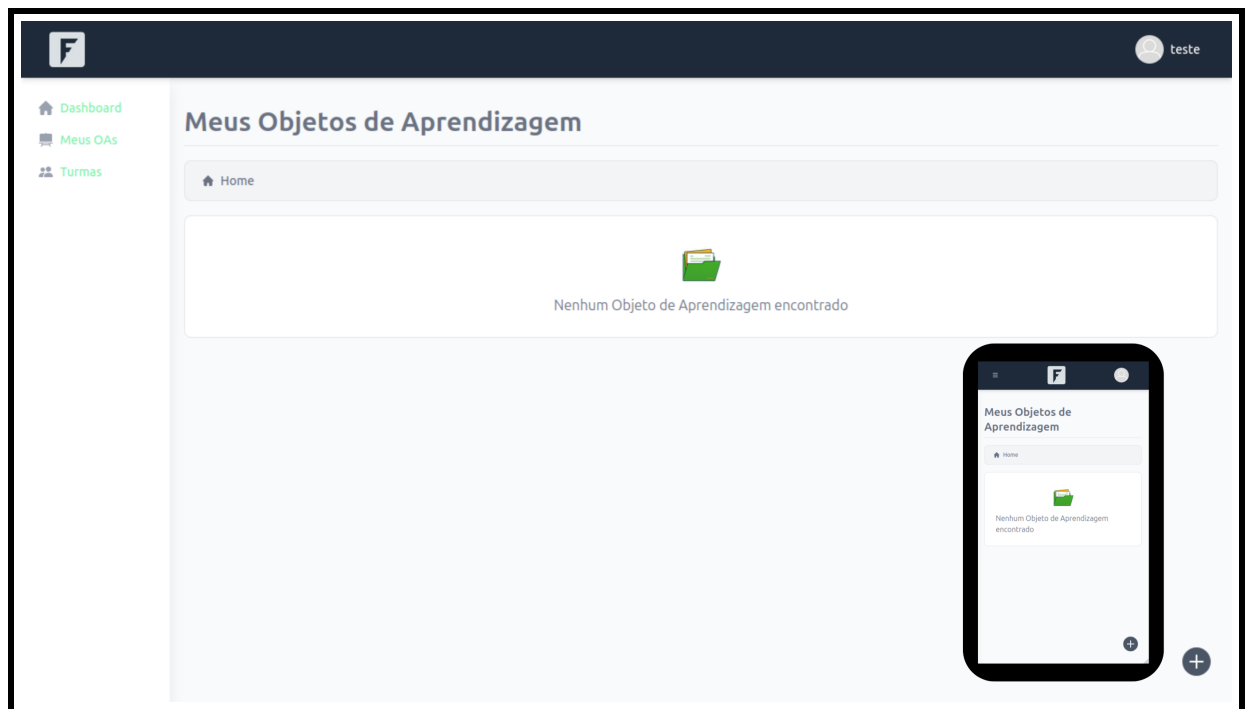 F
teste
Dashboard
Meus OAs
Turmas
Meus Objetos de Aprendizagem
Home
Nenhum Objeto de Aprendizagem encontrado
F
Meus Objetos de
Aprendizagem
Home
Nenhum Objeto de Aprendizagem
encontrado